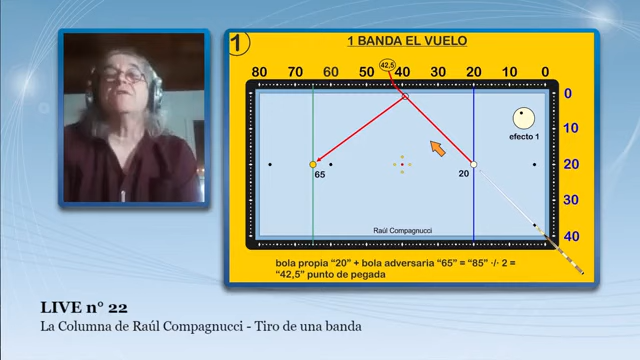 1
1 BANDA EL VUELO
42,5
80 70 60 50 40 30 20 10 0
0
10
efecto 1
20
65
20
30
Raúl Compagnucci
40
bola propia “20” + bola adversaria “65” = “85” ·/· 2 =
“42,5” punto de pegada
LIVE n° 22
La Columna de Raúl Compagnucci - Tiro de una banda